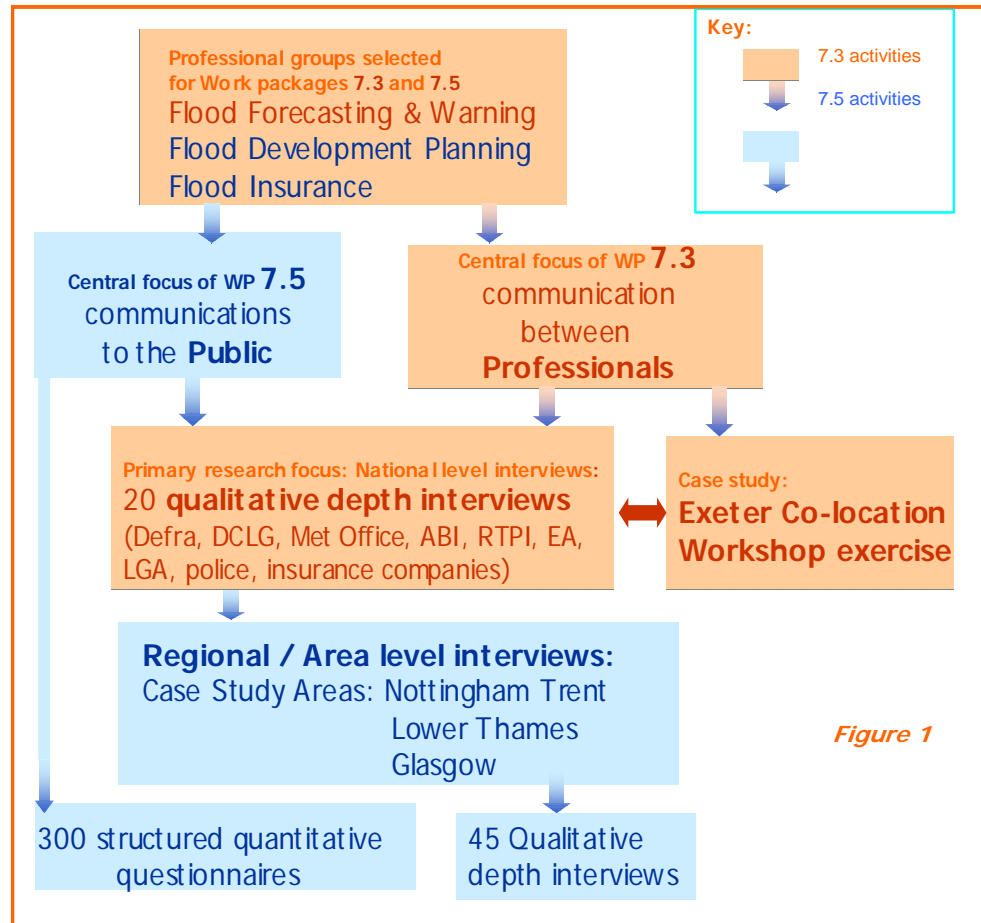 Professional groups selected
for Work packages 7.3 and 7.5
Flood Forecasting & Warning
Flood Development Planning
Flood Insurance
Key:
7.3 activities
7.5 activities
Central focus of WP 7.5
communications
to the Public
Central focus of WP 7.3
communication
between
Professionals
Primary research focus: National level interviews:
20 qualitative depth interviews
(Defra, DCLG, Met Office, ABI, RTPI, EA,
LGA, police, insurance companies)
Case study:
Exeter Co-location
Workshop exercise
Regional / Area level interviews:
Case Study Areas: Nottingham Trent
Lower Thames
Glasgow
Figure 1
300 structured quantitative
questionnaires
45 Qualitative
depth interviews